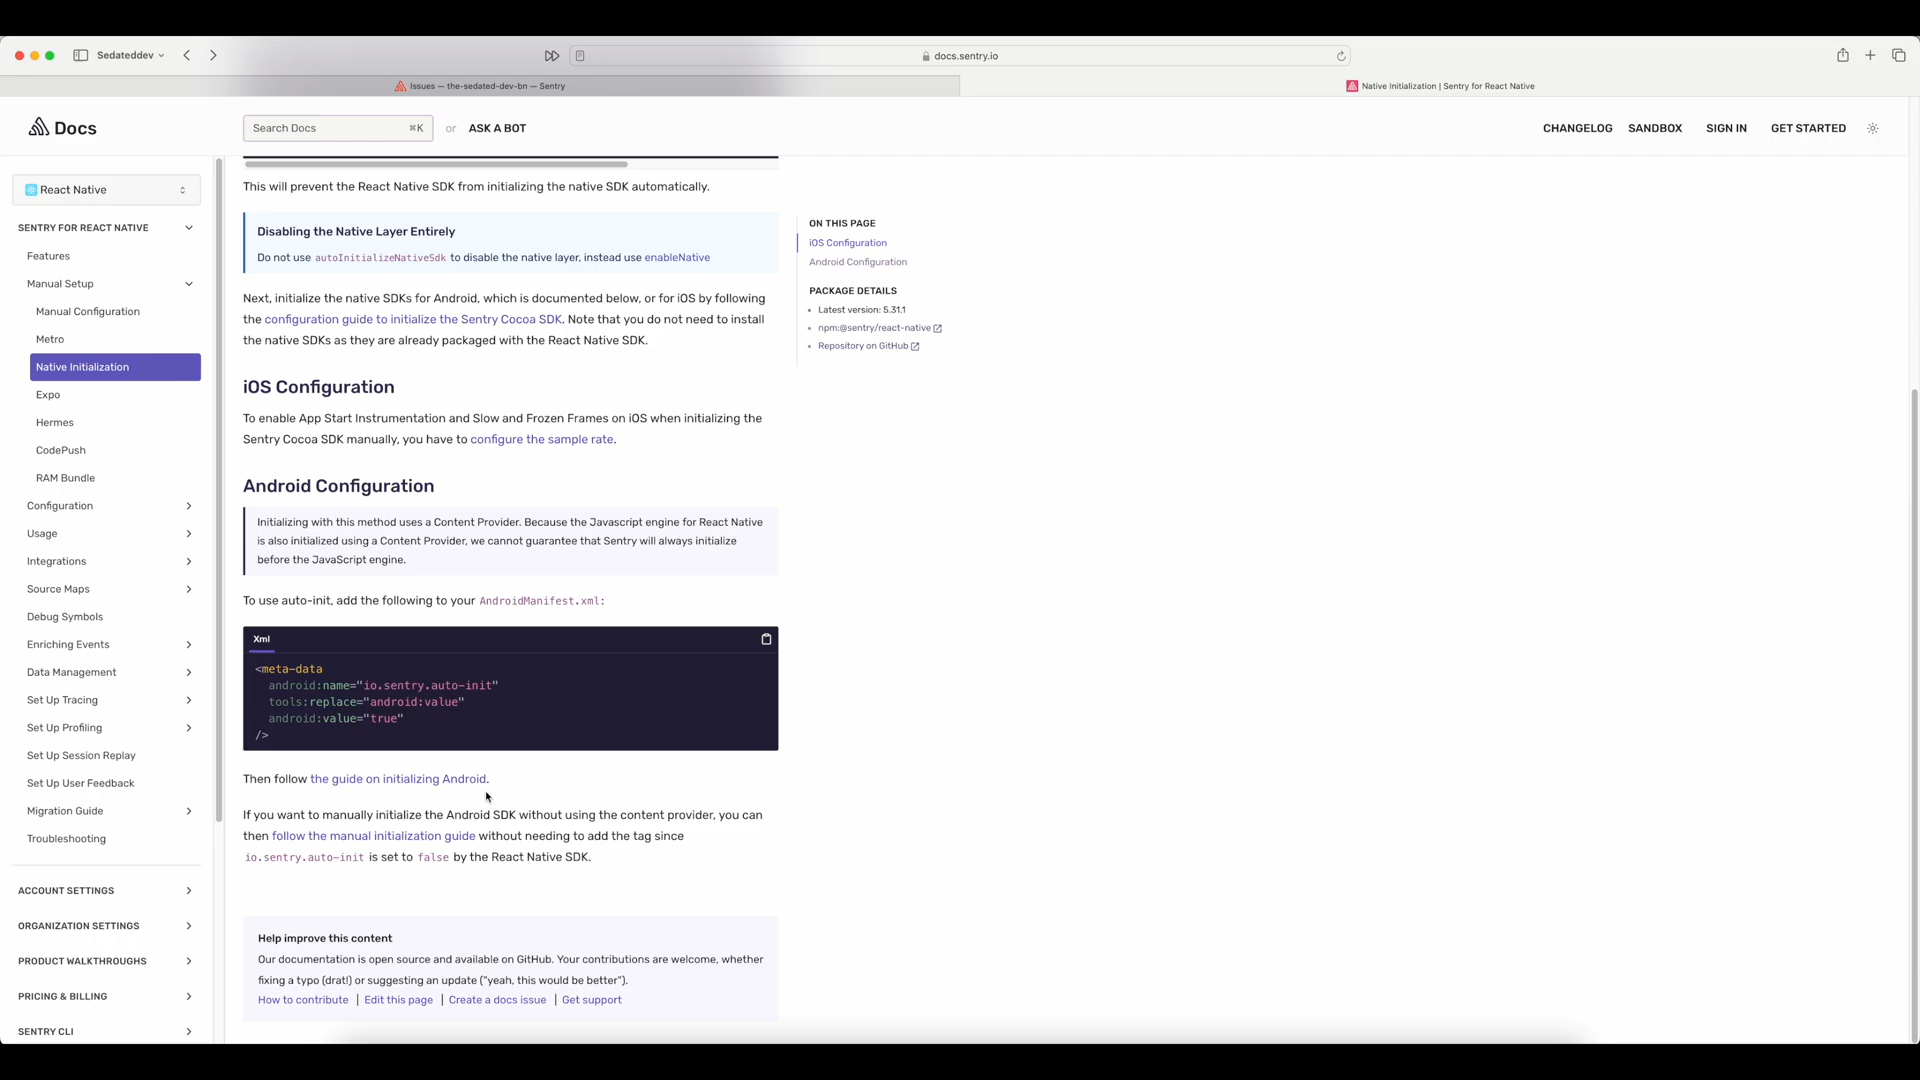 Sedateddev
docs.sentry.io
Issues — the-sedated-dev-bn — Sentry
Native Initialization | Sentry for React Native
Docs
Search Docs ⌘K
or
ASK A BOT
CHANGELOG
SANDBOX
SIGN IN
GET STARTED
React Native
SENTRY FOR REACT NATIVE
Features
Manual Setup
Manual Configuration
Metro
Native Initialization
Expo
Hermes
CodePush
RAM Bundle
Configuration
Usage
Integrations
Source Maps
Debug Symbols
Enriching Events
Data Management
Set Up Tracing
Set Up Profiling
Set Up Session Replay
Set Up User Feedback
Migration Guide
Troubleshooting
ACCOUNT SETTINGS
ORGANIZATION SETTINGS
PRODUCT WALKTHROUGHS
PRICING & BILLING
SENTRY CLI
This will prevent the React Native SDK from initializing the native SDK automatically.
Disabling the Native Layer Entirely
Do not use autoInitializeNativeSdk to disable the native layer, instead use enableNative
Next, initialize the native SDKs for Android, which is documented below, or for iOS by following
the configuration guide to initialize the Sentry Cocoa SDK. Note that you do not need to install
the native SDKs as they are already packaged with the React Native SDK.
iOS Configuration
To enable App Start Instrumentation and Slow and Frozen Frames on iOS when initializing the
Sentry Cocoa SDK manually, you have to configure the sample rate.
Android Configuration
Initializing with this method uses a Content Provider. Because the Javascript engine for React Native
is also initialized using a Content Provider, we cannot guarantee that Sentry will always initialize
before the JavaScript engine.
To use auto-init, add the following to your AndroidManifest.xml:
Xml
<meta-data
android:name="io.sentry.auto-init"
tools:replace="android:value"
android:value="true"
/>
Then follow the guide on initializing Android.
If you want to manually initialize the Android SDK without using the content provider, you can
then follow the manual initialization guide without needing to add the tag since
io.sentry.auto-init is set to false by the React Native SDK.
Help improve this content
Our documentation is open source and available on GitHub. Your contributions are welcome, whether
fixing a typo (drat!) or suggesting an update ("yeah, this would be better").
How to contribute | Edit this page | Create a docs issue | Get support
ON THIS PAGE
iOS Configuration
Android Configuration
PACKAGE DETAILS
• Latest version: 5.31.1
• npm:@sentry/react-native
• Repository on GitHub